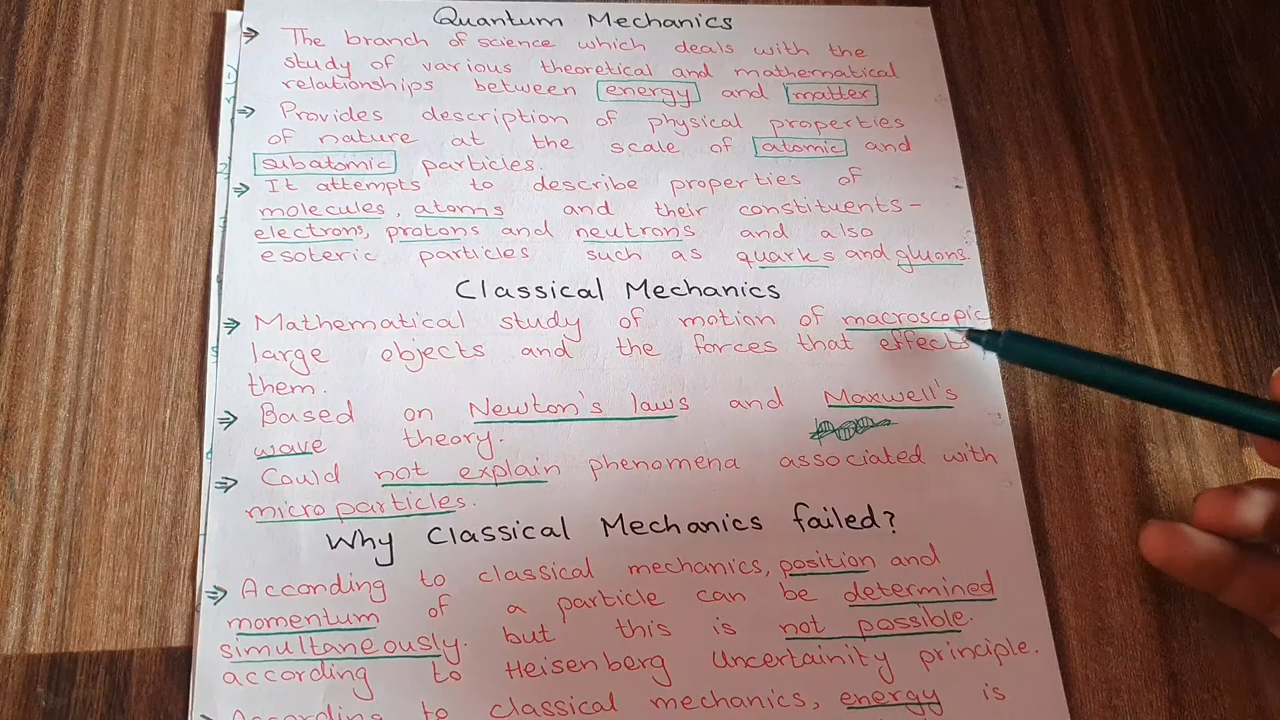 Quantum Mechanics
⇒ The branch of science which deals with the
study of various theoretical and mathematical
relationships between energy and matter
⇒ Provides description of physical properties
of nature at the scale of atomic and
subatomic particles.
⇒ It attempts to describe properties of
molecules, atoms and their constituents-
electrons, protons and neutrons and also
esoteric particles such as quarks and gluons.
Classical Mechanics
⇒ Mathematical study of motion of macroscopic
large objects and the forces that effects
them.
⇒ Based on Newton's laws and Maxwell's
wave theory.
⇒ Could not explain phenomena associated with
micro particles.
Why Classical Mechanics failed?
⇒ According to classical mechanics, position and
momentum of a particle can be determined
simultaneously. but this is not possible.
according to Heisenberg Uncertainity principle.
According to classical mechanics, energy is